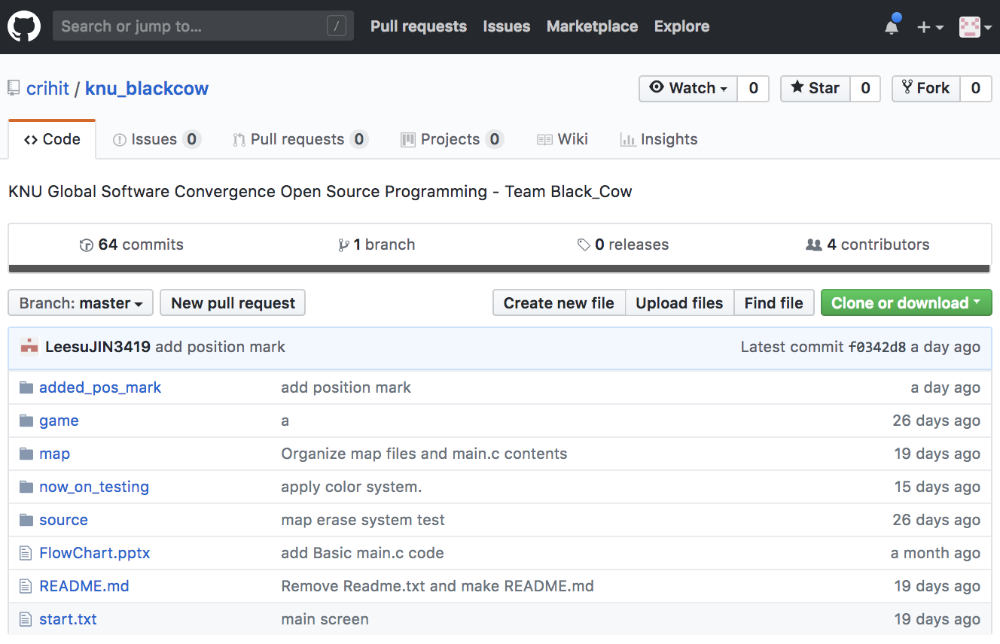 Search or jump to... / Pull requests Issues Marketplace Explore
crihit / knu_blackcow Watch 0 Star 0 Fork 0
Code Issues 0 Pull requests 0 Projects 0 Wiki Insights
KNU Global Software Convergence Open Source Programming - Team Black_Cow
64 commits 1 branch 0 releases 4 contributors
Branch: master New pull request Create new file Upload files Find file Clone or download
LeesuJIN3419 add position mark Latest commit f0342d8 a day ago
added_pos_mark add position mark a day ago
game a 26 days ago
map Organize map files and main.c contents 19 days ago
now_on_testing apply color system. 15 days ago
source map erase system test 26 days ago
FlowChart.pptx add Basic main.c code a month ago
README.md Remove Readme.txt and make README.md 19 days ago
start.txt main screen 19 days ago